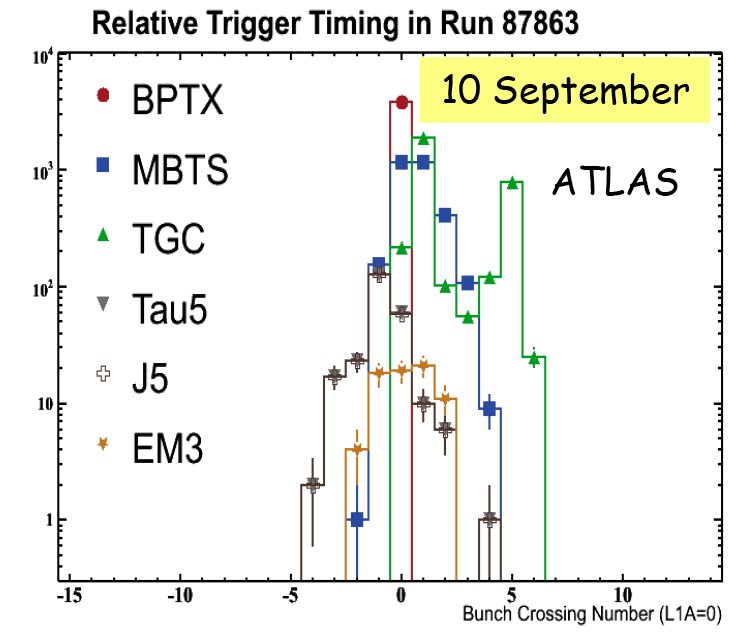 Relative Trigger Timing in Run 87863
10⁴
10³
10²
10
1
BPTX
MBTS
TGC
Tau5
J5
EM3
10 September
ATLAS
-15 -10 -5 0 5 10
Bunch Crossing Number (L1A=0)